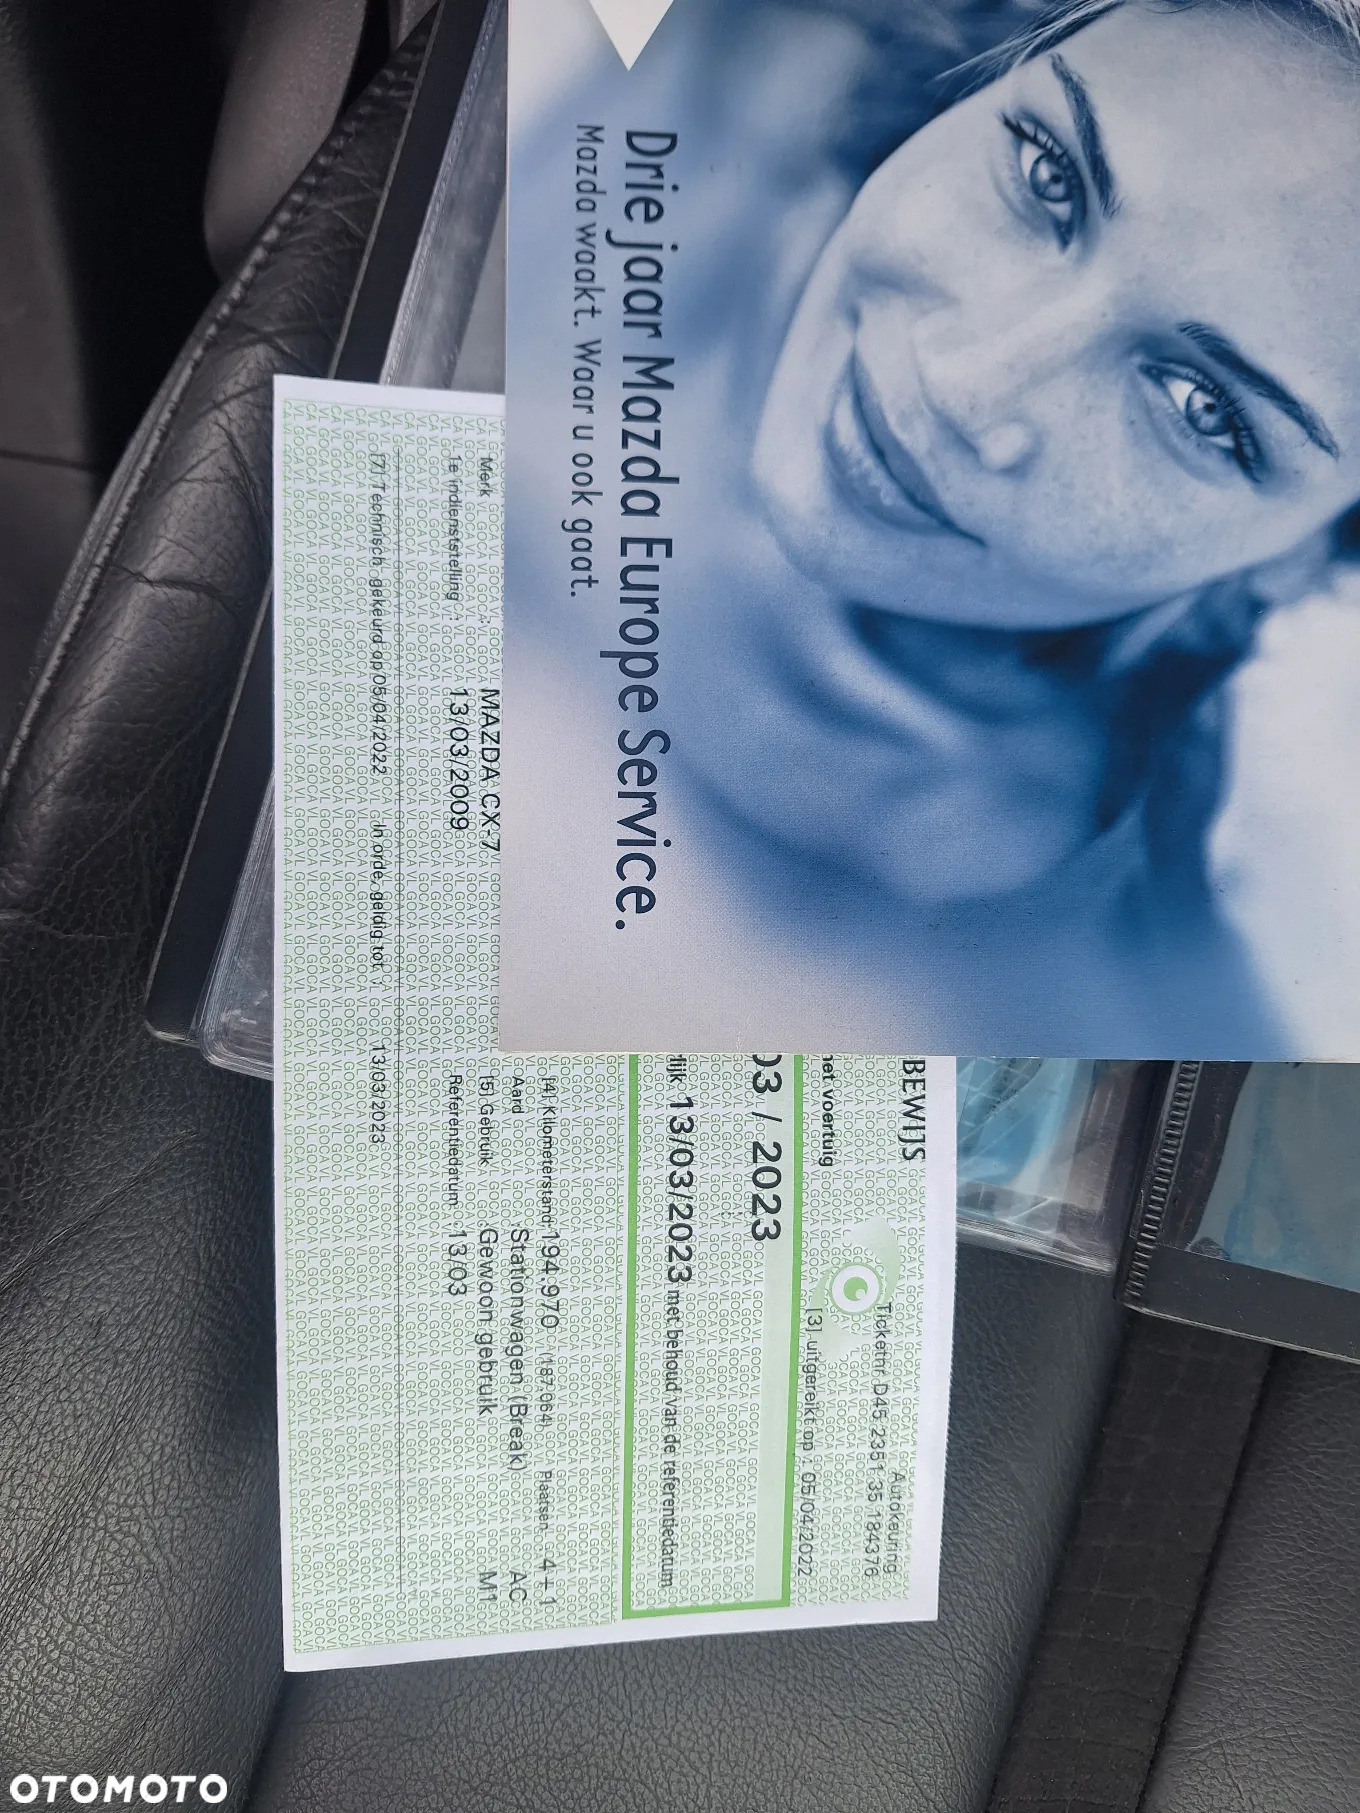 Drie jaar Mazda Europe Service.
Mazda waakt. Waar u ook gaat.
BEWIJS
Autokeuring
Ticketnr D45 2351 35 184376
het voertuig
[3] uitgereikt op : 05/04/2022
03 / 2023
lijk 13/03/2023 met behoud van de referentiedatum
[4] Kilometerstand: 194.970 (187.064) Plaatsen 4 + 1
Aard Stationwagen (Break) AC
Merk : MAZDA CX-7 [5] Gebruik Gewoon gebruik M1
1e indienststelling : 13/03/2009 Referentiedatum : 13/03
[7] Technisch gekeurd op 05/04/2022 In orde, geldig tot : 13/03/2023
OTOMOTO